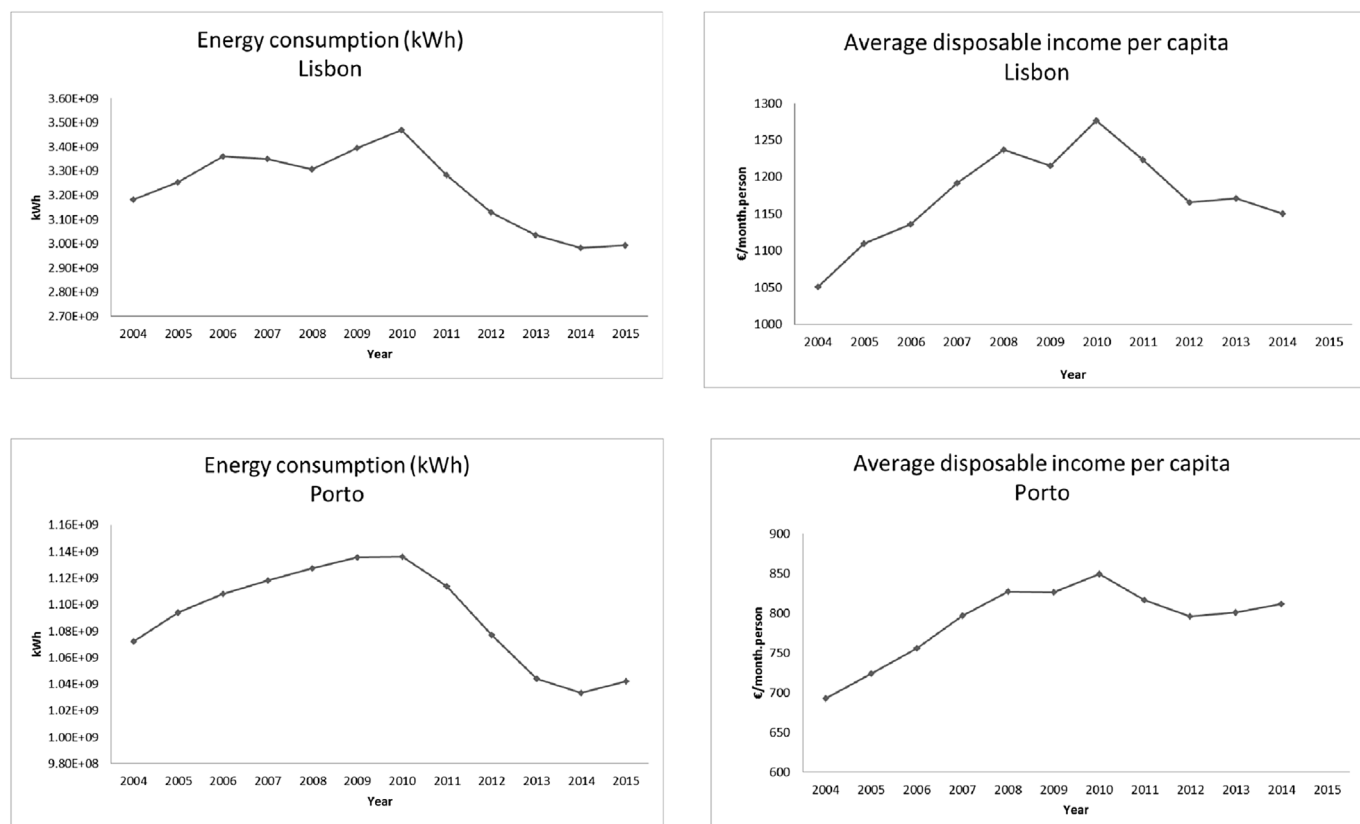 Energy consumption (kWh)
Lisbon
3.60E+09
3.50E+09
3.40E+09
3.30E+09
3.20E+09
3.10E+09
3.00E+09
2.90E+09
2.80E+09
2.70E+09
kWh
2004 2005 2006 2007 2008 2009 2010 2011 2012 2013 2014 2015
Year
Average disposable income per capita
Lisbon
1300
1250
1200
1150
1100
1050
1000
€/month.person
2004 2005 2006 2007 2008 2009 2010 2011 2012 2013 2014 2015
Year
Energy consumption (kWh)
Porto
1.16E+09
1.14E+09
1.12E+09
1.10E+09
1.08E+09
1.06E+09
1.04E+09
1.02E+09
1.00E+09
9.80E+08
kWh
2004 2005 2006 2007 2008 2009 2010 2011 2012 2013 2014 2015
Year
Average disposable income per capita
Porto
900
850
800
750
700
650
600
€/month.person
2004 2005 2006 2007 2008 2009 2010 2011 2012 2013 2014 2015
Year